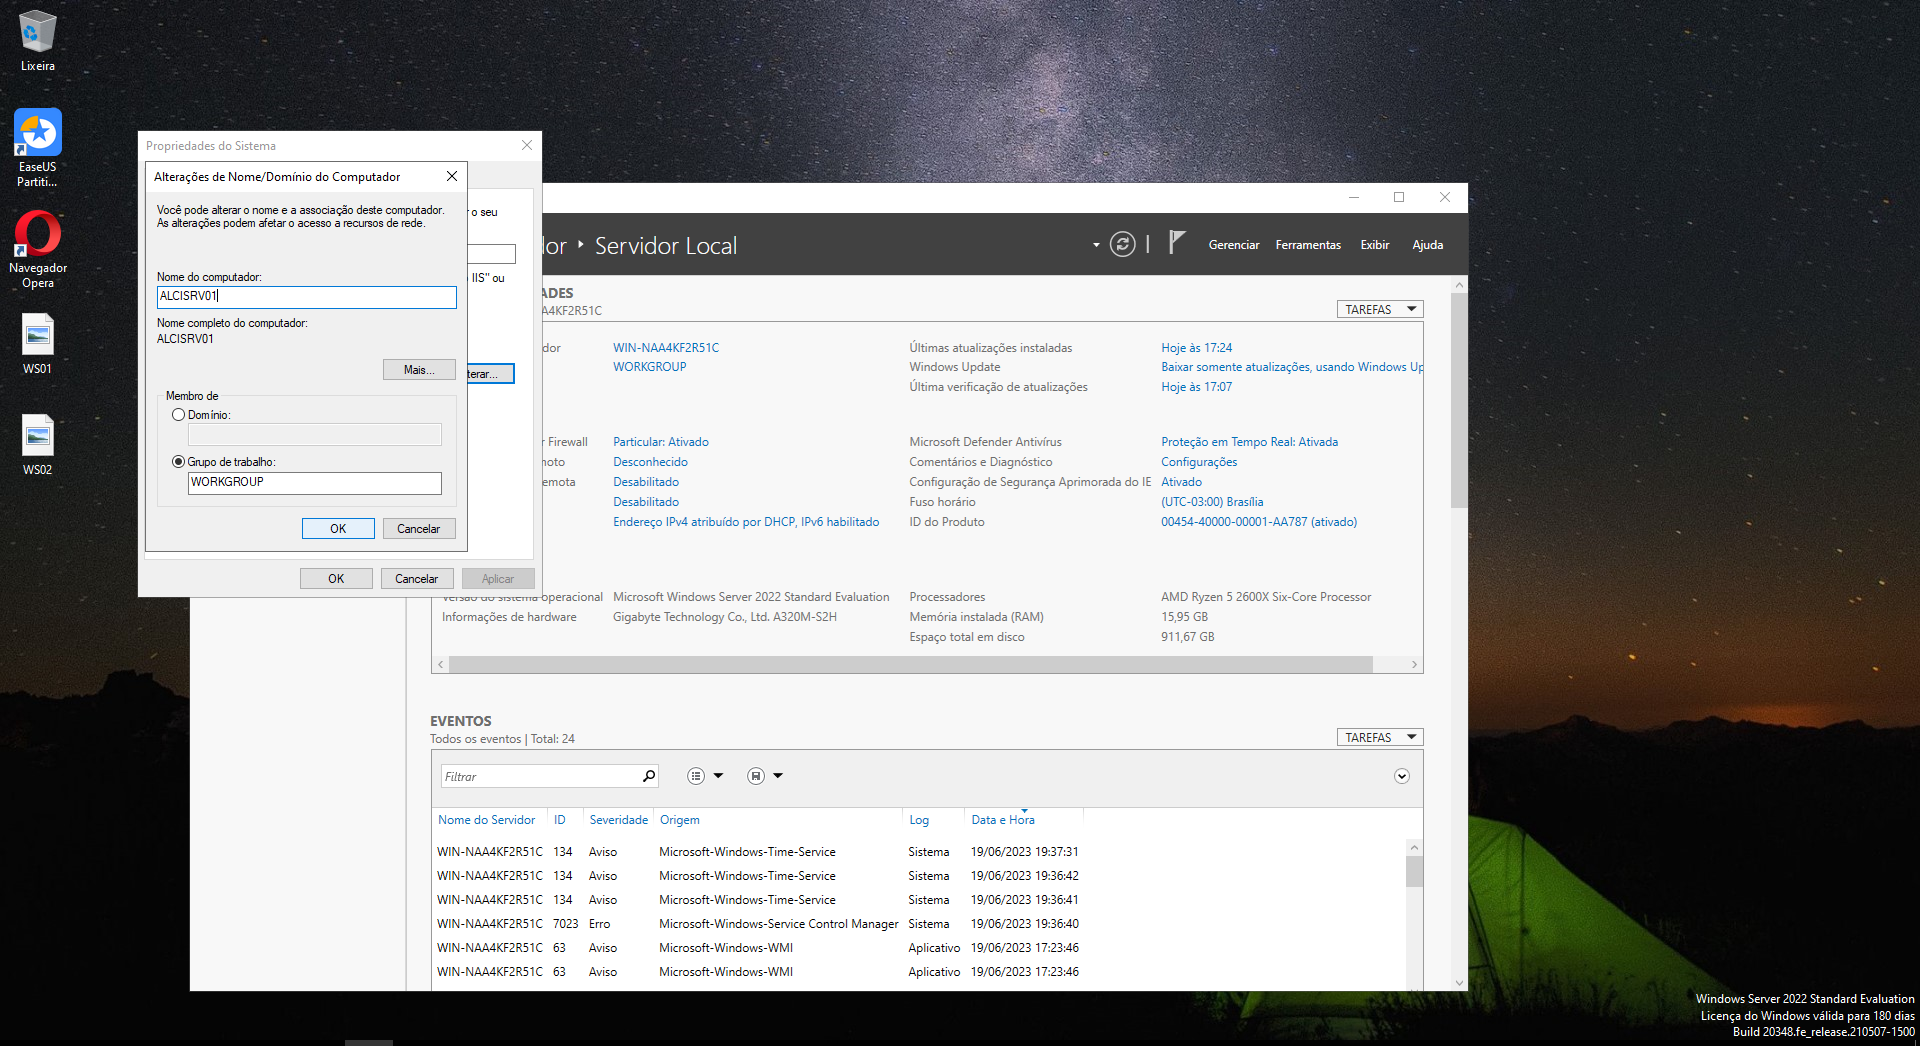 Lixeira
EaseUS
Partiti...
Navegador
Opera
WS01
WS02
Propriedades do Sistema
Alterações de Nome/Domínio do Computador
Você pode alterar o nome e a associação deste computador.
As alterações podem afetar o acesso a recursos de rede.
Nome do computador:
ALCISRV01
Nome completo do computador:
ALCISRV01
Mais...
Membro de
Domínio:
Grupo de trabalho:
WORKGROUP
OK Cancelar
o seu
IIS" ou
terar...
OK Cancelar Aplicar
dor ‣ Servidor Local
Gerenciar Ferramentas Exibir Ajuda
ADES
A4KF2R51C
TAREFAS
dor WIN-NAA4KF2R51C Últimas atualizações instaladas Hoje às 17:24
WORKGROUP Windows Update Baixar somente atualizações, usando Windows Up
Última verificação de atualizações Hoje às 17:07
r Firewall Particular: Ativado Microsoft Defender Antivírus Proteção em Tempo Real: Ativada
moto Desconhecido Comentários e Diagnóstico Configurações
emota Desabilitado Configuração de Segurança Aprimorada do IE Ativado
Desabilitado Fuso horário (UTC-03:00) Brasília
Endereço IPv4 atribuído por DHCP, IPv6 habilitado ID do Produto 00454-40000-00001-AA787 (ativado)
Versão do sistema operacional Microsoft Windows Server 2022 Standard Evaluation Processadores AMD Ryzen 5 2600X Six-Core Processor
Informações de hardware Gigabyte Technology Co., Ltd. A320M-S2H Memória instalada (RAM) 15,95 GB
Espaço total em disco 911,67 GB
EVENTOS
Todos os eventos | Total: 24
TAREFAS
Filtrar
Nome do Servidor ID Severidade Origem Log Data e Hora
WIN-NAA4KF2R51C 134 Aviso Microsoft-Windows-Time-Service Sistema 19/06/2023 19:37:31
WIN-NAA4KF2R51C 134 Aviso Microsoft-Windows-Time-Service Sistema 19/06/2023 19:36:42
WIN-NAA4KF2R51C 134 Aviso Microsoft-Windows-Time-Service Sistema 19/06/2023 19:36:41
WIN-NAA4KF2R51C 7023 Erro Microsoft-Windows-Service Control Manager Sistema 19/06/2023 19:36:40
WIN-NAA4KF2R51C 63 Aviso Microsoft-Windows-WMI Aplicativo 19/06/2023 17:23:46
WIN-NAA4KF2R51C 63 Aviso Microsoft-Windows-WMI Aplicativo 19/06/2023 17:23:46
Windows Server 2022 Standard Evaluation
Licença do Windows válida para 180 dias
Build 20348.fe_release.210507-1500